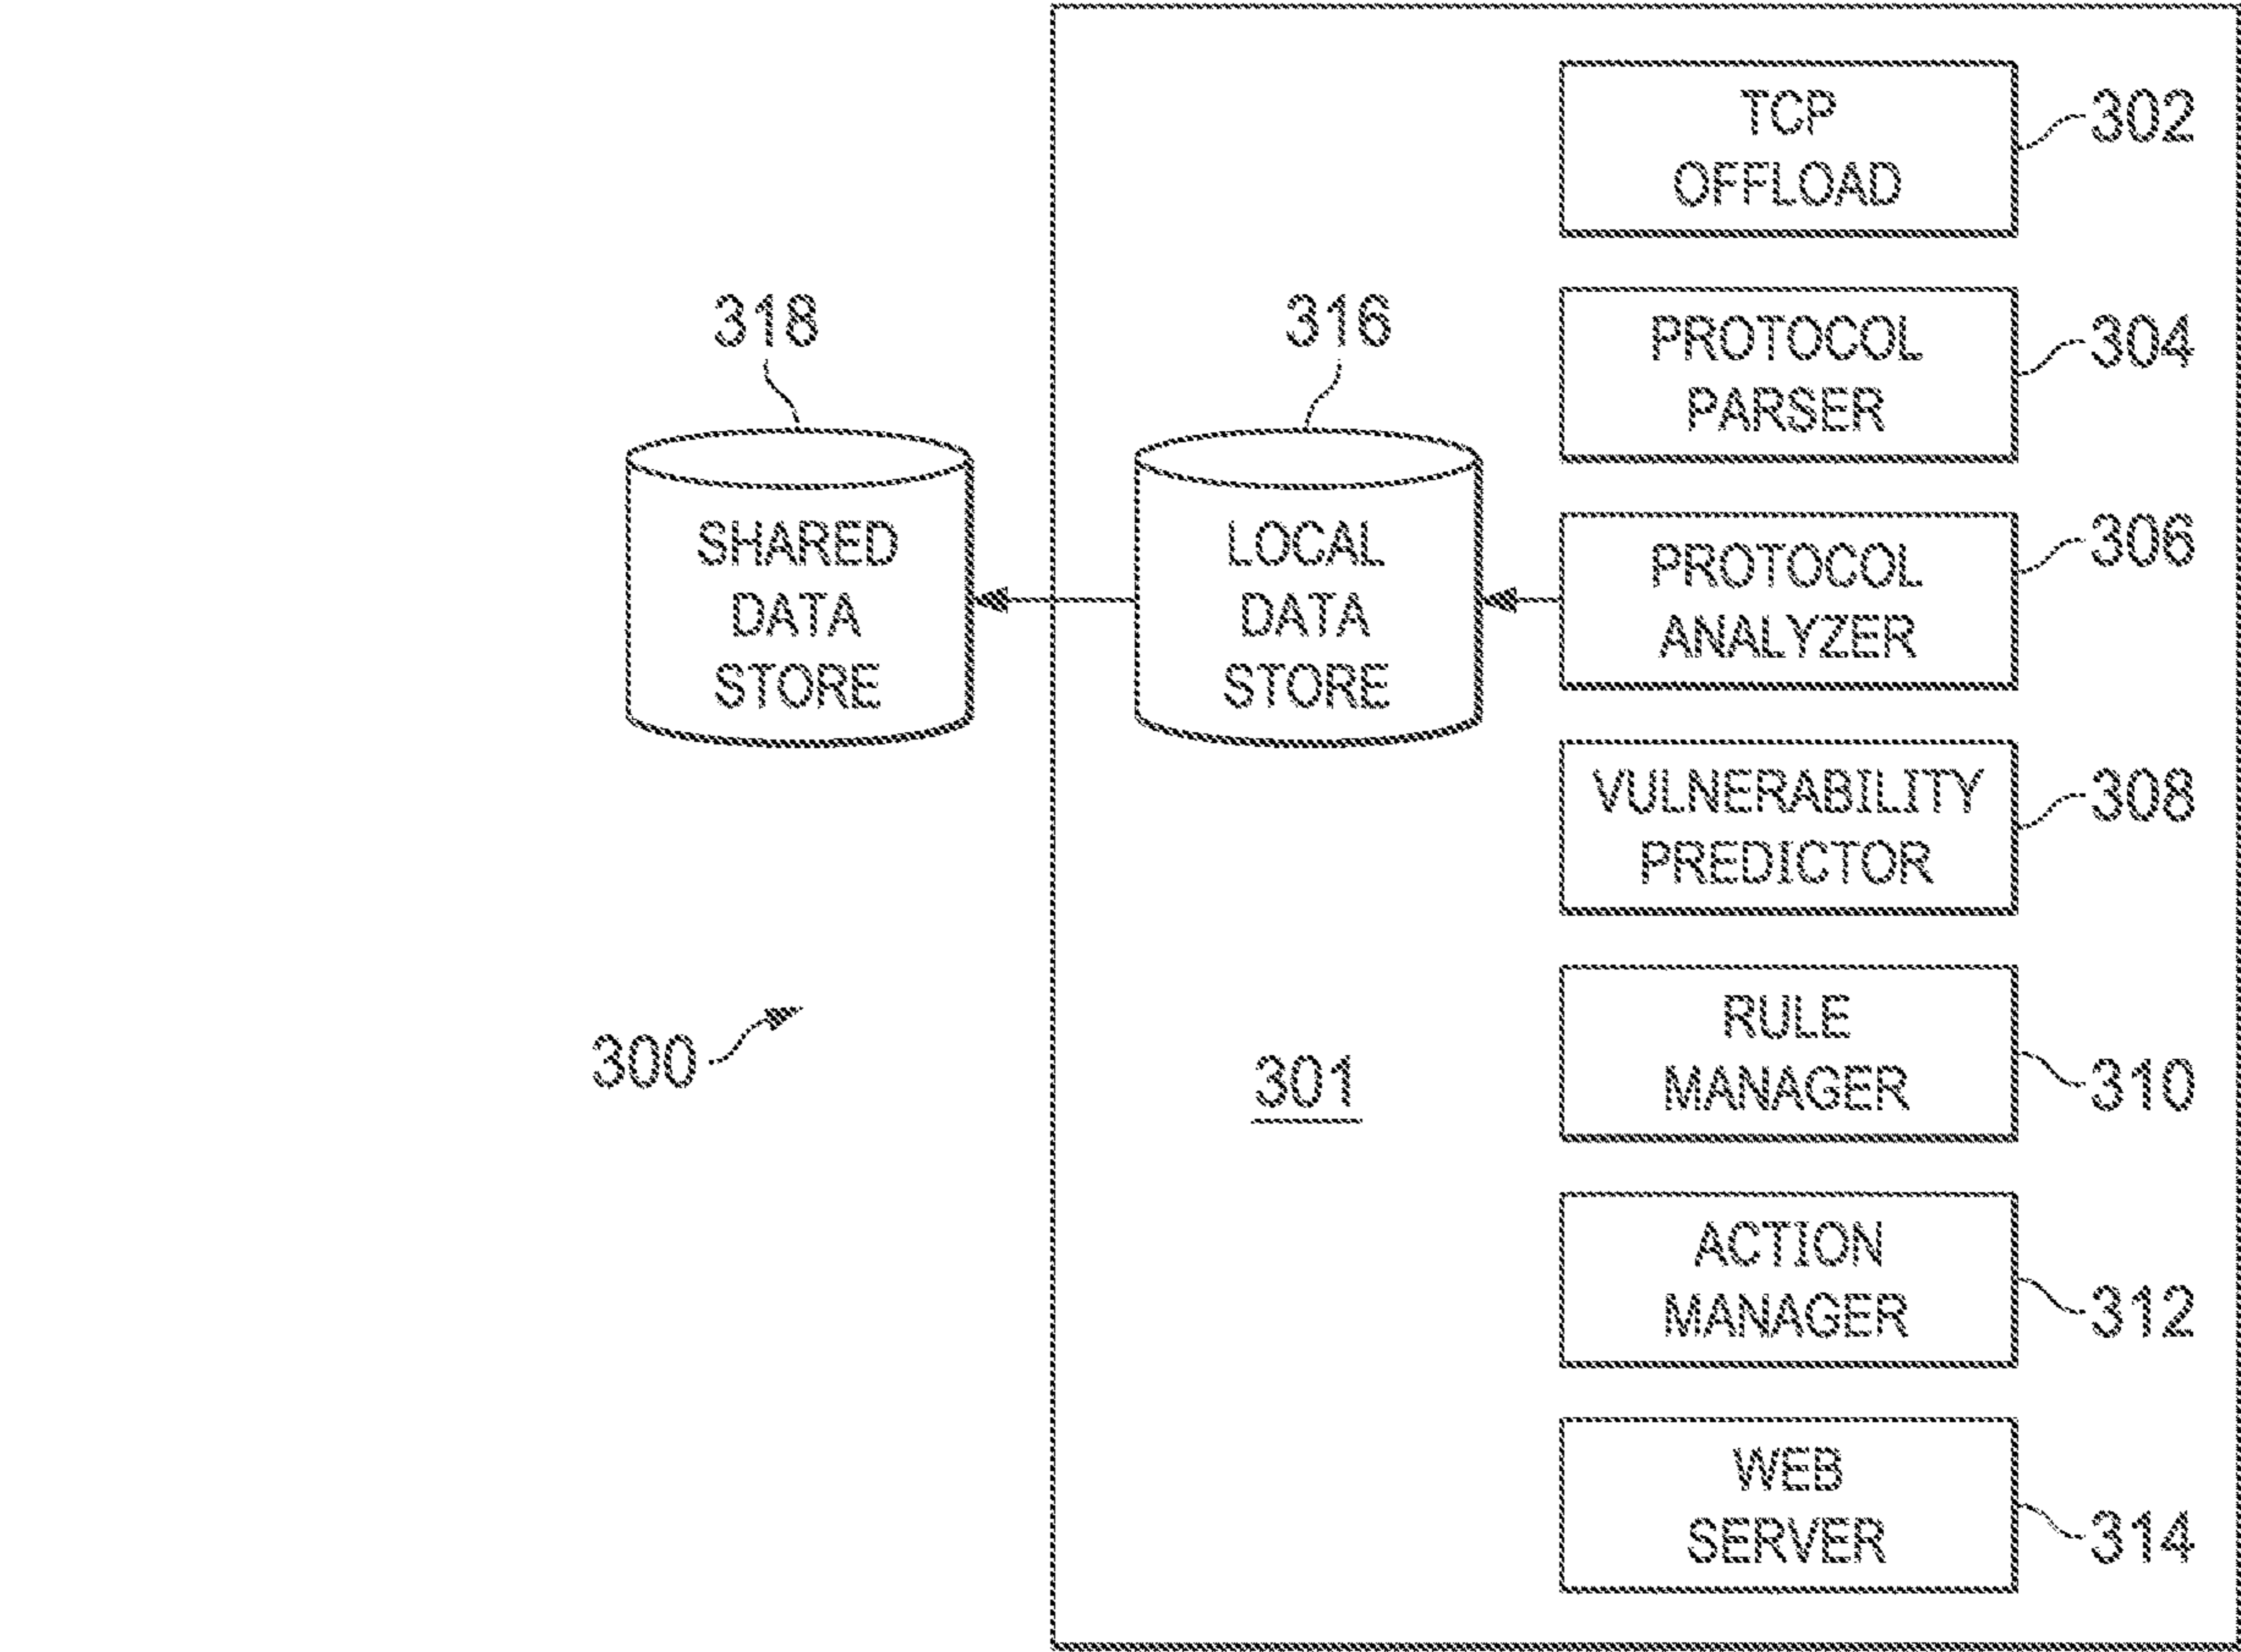 TCP
OFFLOAD
302
PROTOCOL
PARSER
304
318
316
SHARED
DATA
STORE
LOCAL
DATA
STORE
PROTOCOL
ANALYZER
306
VULNERABILITY
PREDICTOR
308
300
301
RULE
MANAGER
310
ACTION
MANAGER
312
WEB
SERVER
314